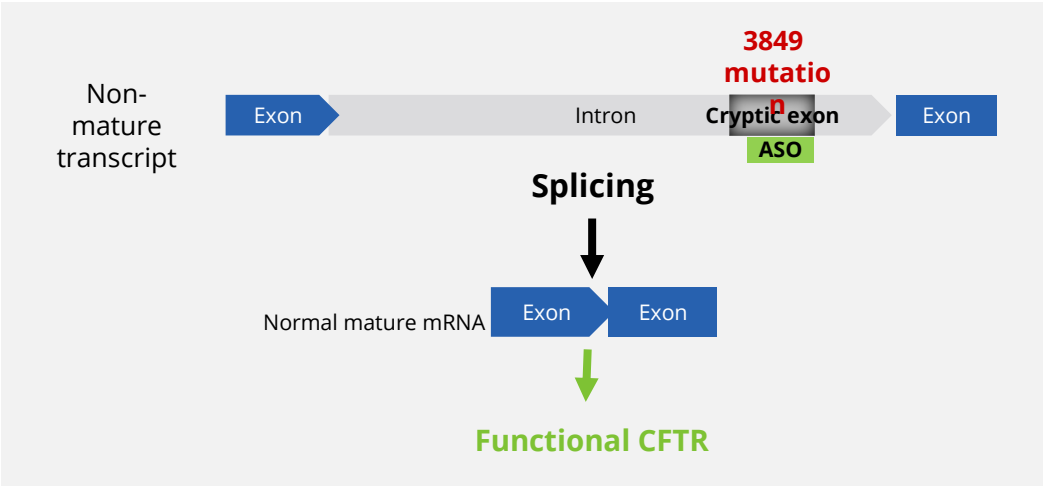 3849
mutatio
n
Non-
mature
transcript
Exon
Intron
Cryptic exon
Exon
ASO
Splicing
Normal mature mRNA
Exon
Exon
Functional CFTR